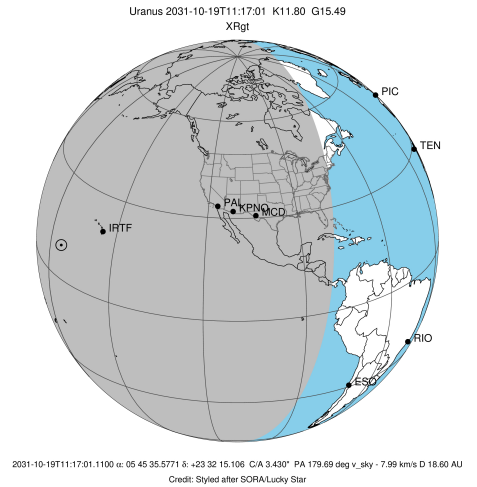 Uranus 2031-10-19T11:17:01 K11.80 G15.49
XRgt
PIC
TEN
PAL
KPNO
MCD
IRTF
RIO
ESO
2031-10-19T11:17:01.1100 α: 05 45 35.5771 δ: +23 32 15.106 C/A 3.430" PA 179.69 deg v_sky - 7.99 km/s D 18.60 AU
Credit: Styled after SORA/Lucky Star